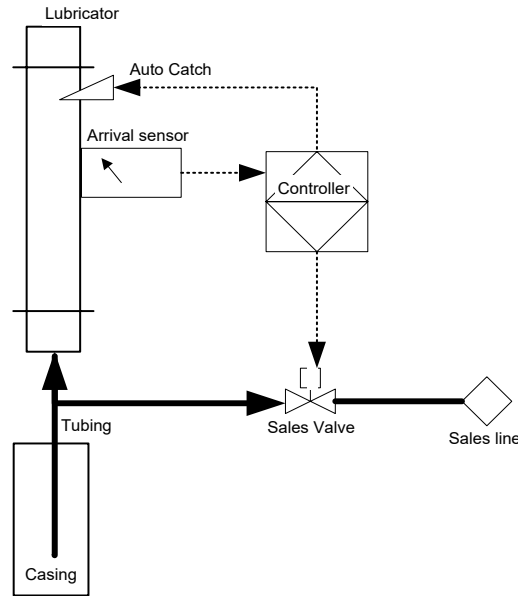 Lubricator
Auto Catch
Arrival sensor
Controller
Tubing
Sales Valve
Sales line
Casing